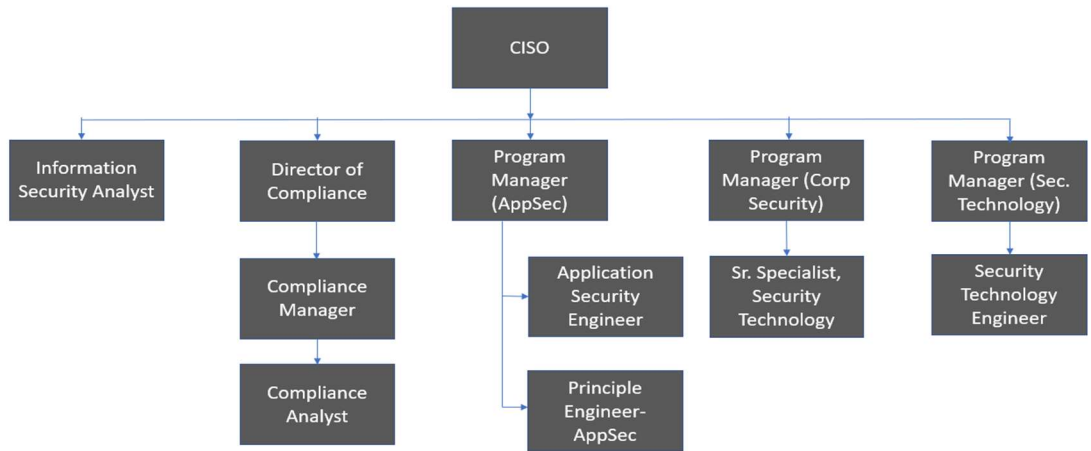 CISO
Information
Security Analyst
Director of
Compliance
Program
Manager
(AppSec)
Program
Manager (Corp
Security)
Program
Manager (Sec.
Technology)
Compliance
Manager
Application
Security
Engineer
Sr. Specialist,
Security
Technology
Security
Technology
Engineer
Compliance
Analyst
Principle
Engineer-
AppSec